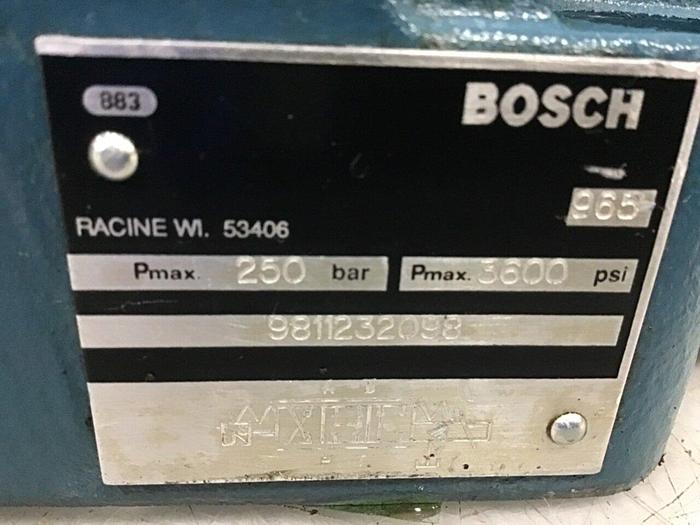 883
BOSCH
965
RACINE WI. 53406
Pmax. 250 bar
Pmax. 3600 psi
9811232098
A B
P